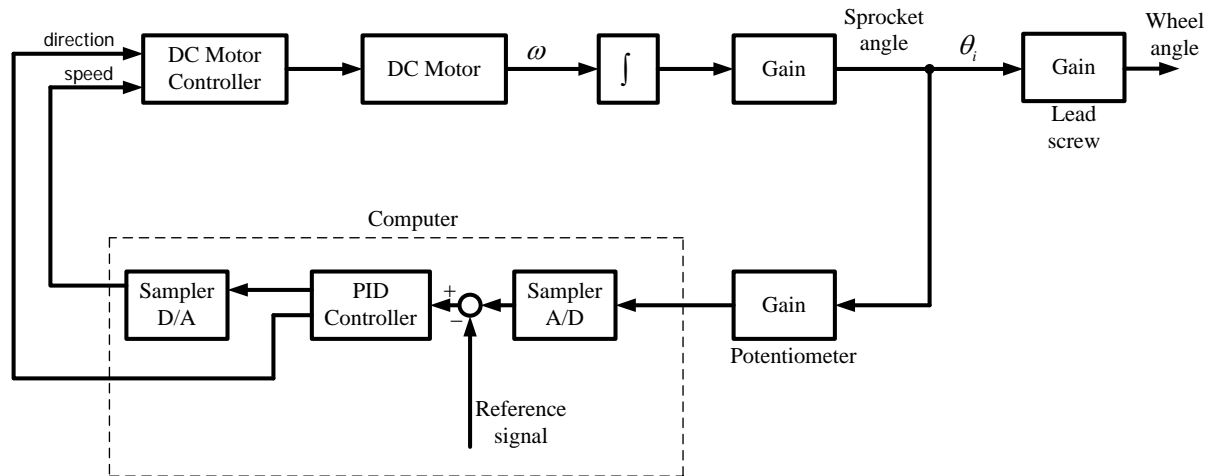 direction
speed
DC Motor
Controller
DC Motor
ω
∫
Gain
Sprocket
angle
θi
Gain
Lead
screw
Wheel
angle
Computer
Sampler
D/A
PID
Controller
+
−
Sampler
A/D
Gain
Potentiometer
Reference
signal